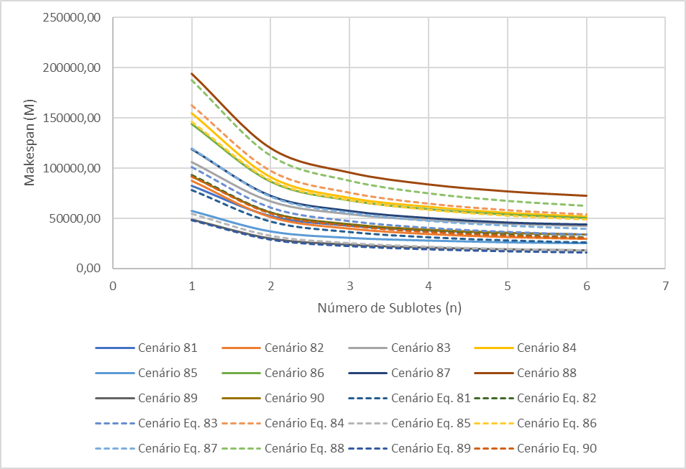 250000,00
200000,00
150000,00
100000,00
50000,00
0,00
Makespan (M)
0 1 2 3 4 5 6 7
Número de Sublotes (n)
Cenário 81 Cenário 82 Cenário 83 Cenário 84
Cenário 85 Cenário 86 Cenário 87 Cenário 88
Cenário 89 Cenário 90 Cenário Eq. 81 Cenário Eq. 82
Cenário Eq. 83 Cenário Eq. 84 Cenário Eq. 85 Cenário Eq. 86
Cenário Eq. 87 Cenário Eq. 88 Cenário Eq. 89 Cenário Eq. 90